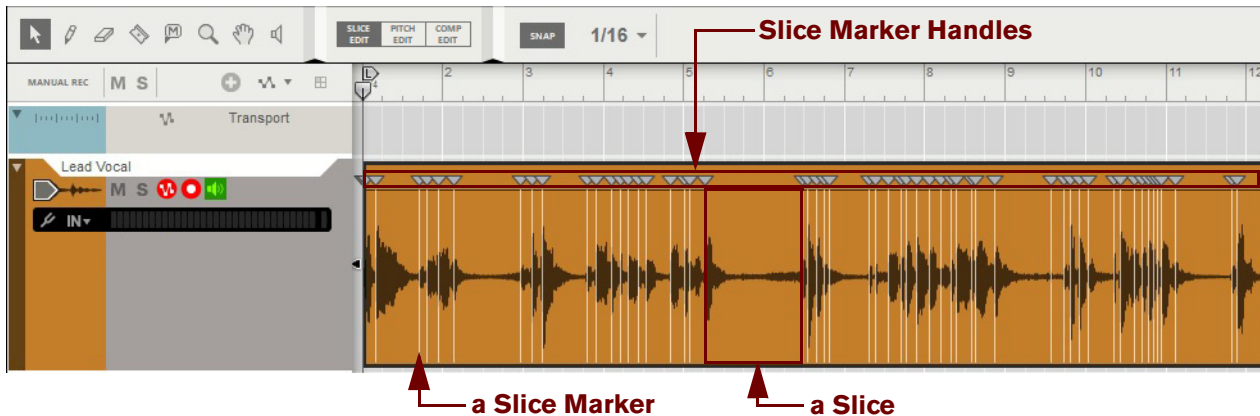 SLICE EDIT PITCH EDIT COMP EDIT SNAP 1/16
Slice Marker Handles
MANUAL REC M S
L 2 3 4 5 6 7 8 9 10 11 12
4
Transport
Lead Vocal
M S
IN
a Slice Marker
a Slice